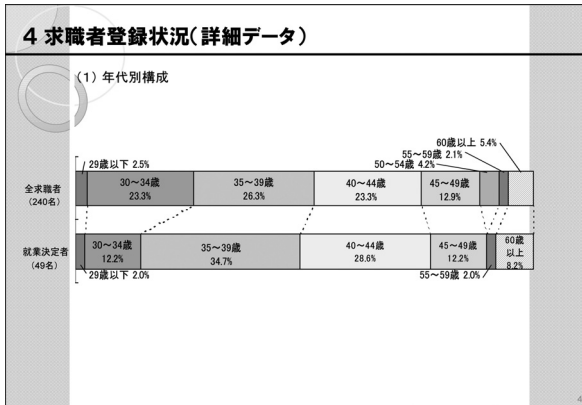 4 求職者登録状況(詳細データ)
(1) 年代別構成
60歳以上 5.4%
55~59歳 2.1%
50~54歳 4.2%
29歳以下 2.5%
全求職者
(240名)
30~34歳
23.3%
35~39歳
26.3%
40~44歳
23.3%
45~49歳
12.9%
就業決定者
(49名)
30~34歳
12.2%
35~39歳
34.7%
40~44歳
28.6%
45~49歳
12.2%
60歳
以上
8.2%
29歳以下 2.0%
55~59歳 2.0%
4